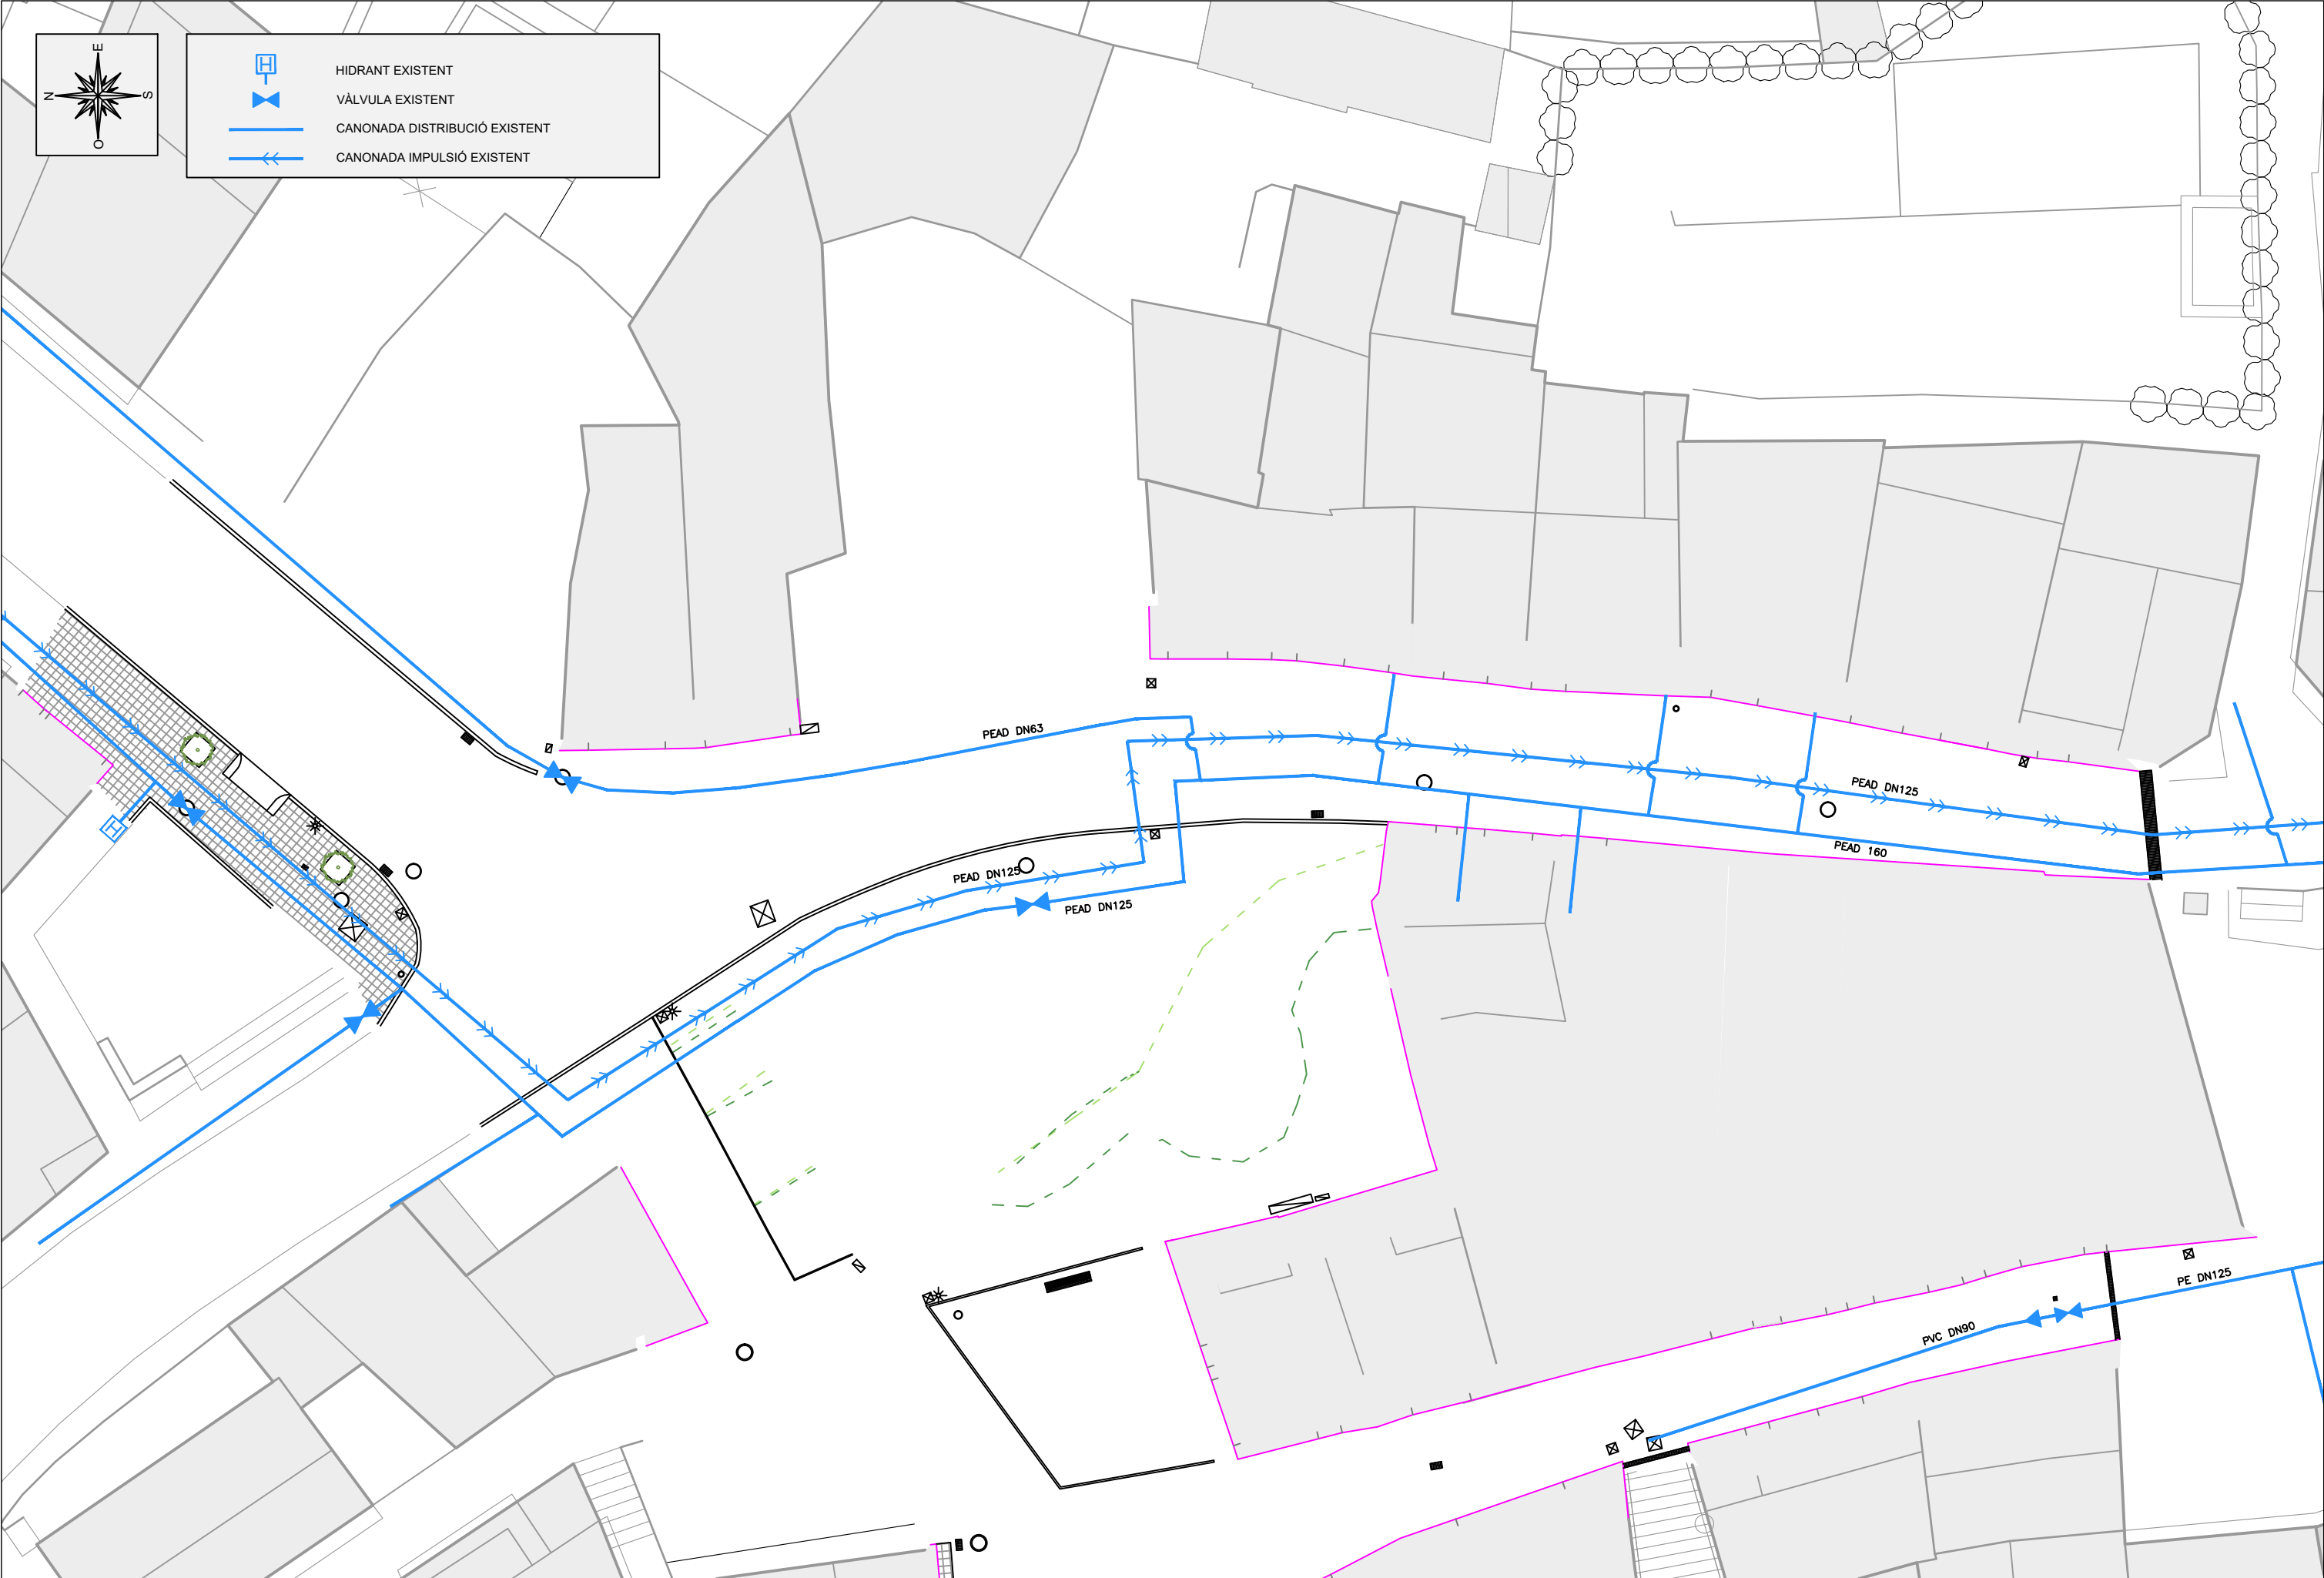 E
N
S
O
H
HIDRANT EXISTENT
VÀLVULA EXISTENT
CANONADA DISTRIBUCIÓ EXISTENT
CANONADA IMPULSIÓ EXISTENT
PEAD DN63
PEAD DN125
PEAD 160
PEAD DN125
PEAD DN125
H
PE DN125
PVC DN90